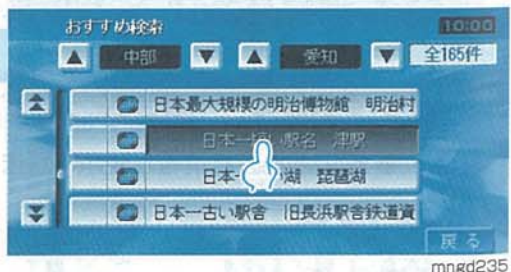 おすすめ検索 10:00
中部 愛知 全165件
日本最大規模の明治博物館 明治村
日本一 い駅名 津駅
日本一 湖 琵琶湖
日本一古い駅舎 旧長浜駅舎鉄道資
戻る
mngd235